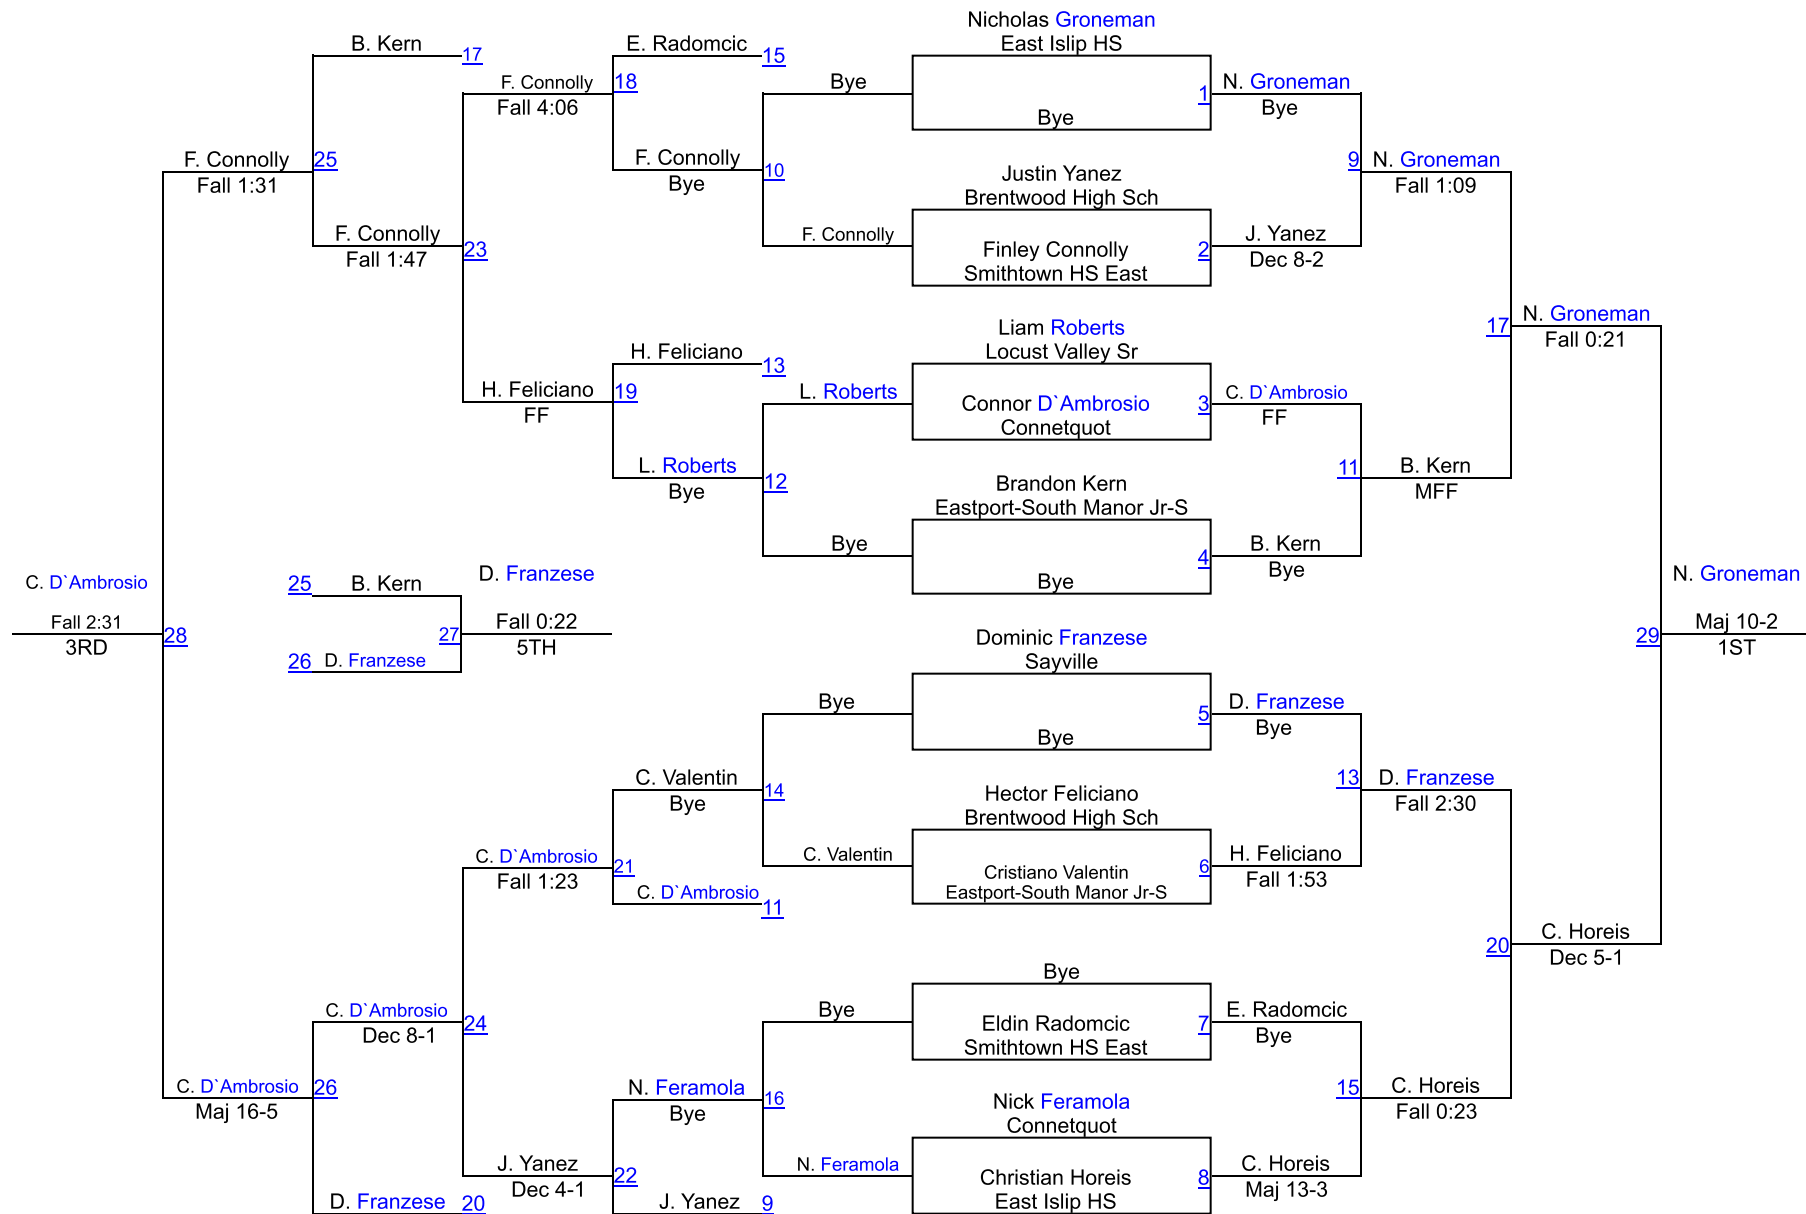 Nicholas Groneman
East Islip HS
B. Kern
17
E. Radomcic
15
F. Connolly
18
Fall 4:06
Bye
1
N. Groneman
Bye
Bye
F. Connolly
25
Fall 1:31
F. Connolly
Bye
10
Justin Yanez
Brentwood High Sch
9
N. Groneman
Fall 1:09
F. Connolly
Fall 1:47
23
F. Connolly
Finley Connolly
Smithtown HS East
2
J. Yanez
Dec 8-2
Liam Roberts
Locust Valley Sr
17
N. Groneman
Fall 0:21
H. Feliciano
13
H. Feliciano
FF
19
L. Roberts
Connor D`Ambrosio
Connetquot
3
C. D`Ambrosio
FF
L. Roberts
Bye
12
Brandon Kern
Eastport-South Manor Jr-S
11
B. Kern
MFF
Bye
4
Bye
B. Kern
Bye
C. D`Ambrosio
Fall 2:31
3RD
28
25
B. Kern
26
D. Franzese
27
D. Franzese
Fall 0:22
5TH
N. Groneman
29
Maj 10-2
1ST
Dominic Franzese
Sayville
Bye
5
Bye
D. Franzese
Bye
C. Valentin
Bye
14
Hector Feliciano
Brentwood High Sch
13
D. Franzese
Fall 2:30
C. D`Ambrosio
Fall 1:23
21
C. Valentin
Cristiano Valentin
Eastport-South Manor Jr-S
6
H. Feliciano
Fall 1:53
C. D`Ambrosio
11
20
C. Horeis
Dec 5-1
Bye
C. D`Ambrosio
Dec 8-1
24
Bye
Eldin Radomcic
Smithtown HS East
7
E. Radomcic
Bye
C. D`Ambrosio
Maj 16-5
26
N. Feramola
Bye
16
Nick Feramola
Connetquot
15
C. Horeis
Fall 0:23
J. Yanez
Dec 4-1
22
N. Feramola
Christian Horeis
East Islip HS
8
C. Horeis
Maj 13-3
D. Franzese
20
J. Yanez
9